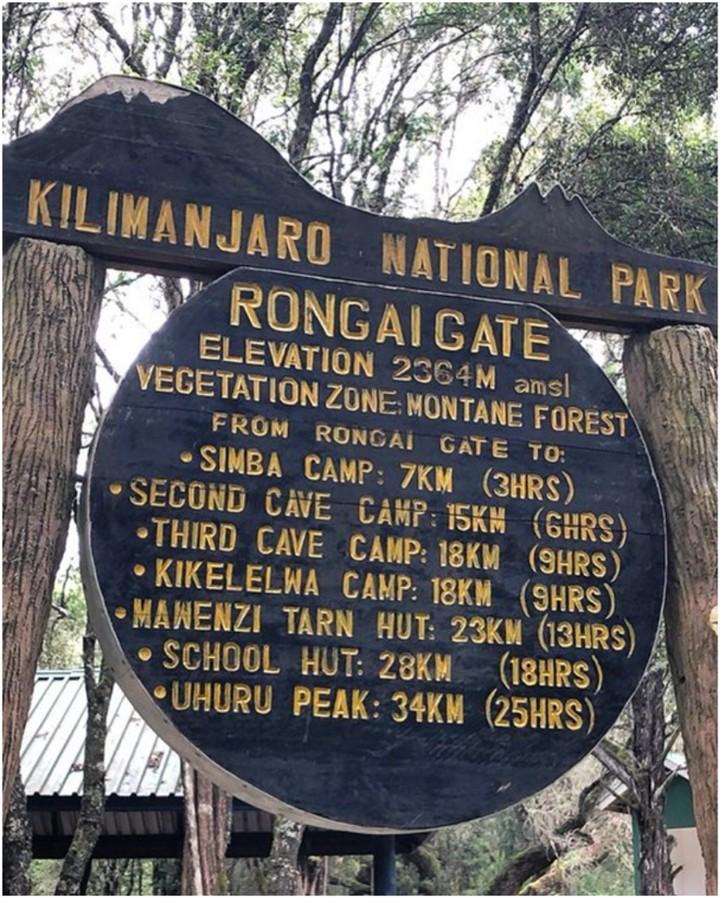 KILIMANJARO NATIONAL PARK
RONGAI GATE
ELEVATION 2364M amsl
VEGETATION ZONE: MONTANE FOREST
FROM RONGAI GATE TO:
• SIMBA CAMP: 7KM (3HRS)
• SECOND CAVE CAMP: 15KM (6HRS)
• THIRD CAVE CAMP: 18KM (9HRS)
• KIKELELWA CAMP: 18KM (9HRS)
• MAWENZI TARN HUT: 23KM (13HRS)
• SCHOOL HUT: 28KM (18HRS)
• UHURU PEAK: 34KM (25HRS)